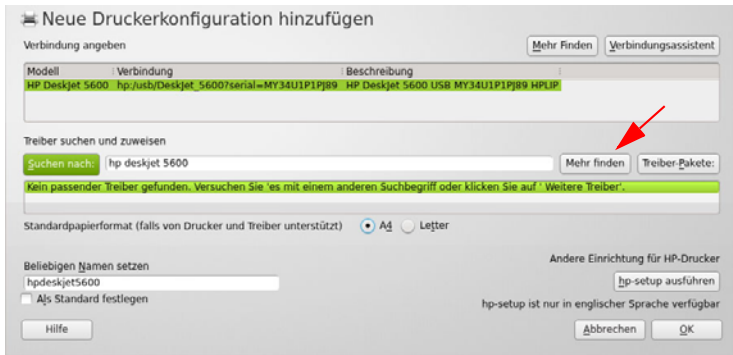 Neue Druckerkonfiguration hinzufügen
Verbindung angeben
Mehr Finden
Verbindungsassistent
Modell Verbindung Beschreibung
HP DeskJet 5600 hp:/usb/DeskJet_5600?serial=MY34U1P1PJ89 HP DeskJet 5600 USB MY34U1P1PJ89 HPLIP
Treiber suchen und zuweisen
Suchen nach: hp deskjet 5600 Mehr finden Treiber-Pakete:
Kein passender Treiber gefunden. Versuchen Sie 'es mit einem anderen Suchbegriff oder klicken Sie auf ' Weitere Treiber'.
Standardpapierformat (falls von Drucker und Treiber unterstützt) A4 Letter
Beliebigen Namen setzen
Andere Einrichtung für HP-Drucker
hpdeskjet5600
hp-setup ausführen
Als Standard festlegen
hp-setup ist nur in englischer Sprache verfügbar
Hilfe Abbrechen OK